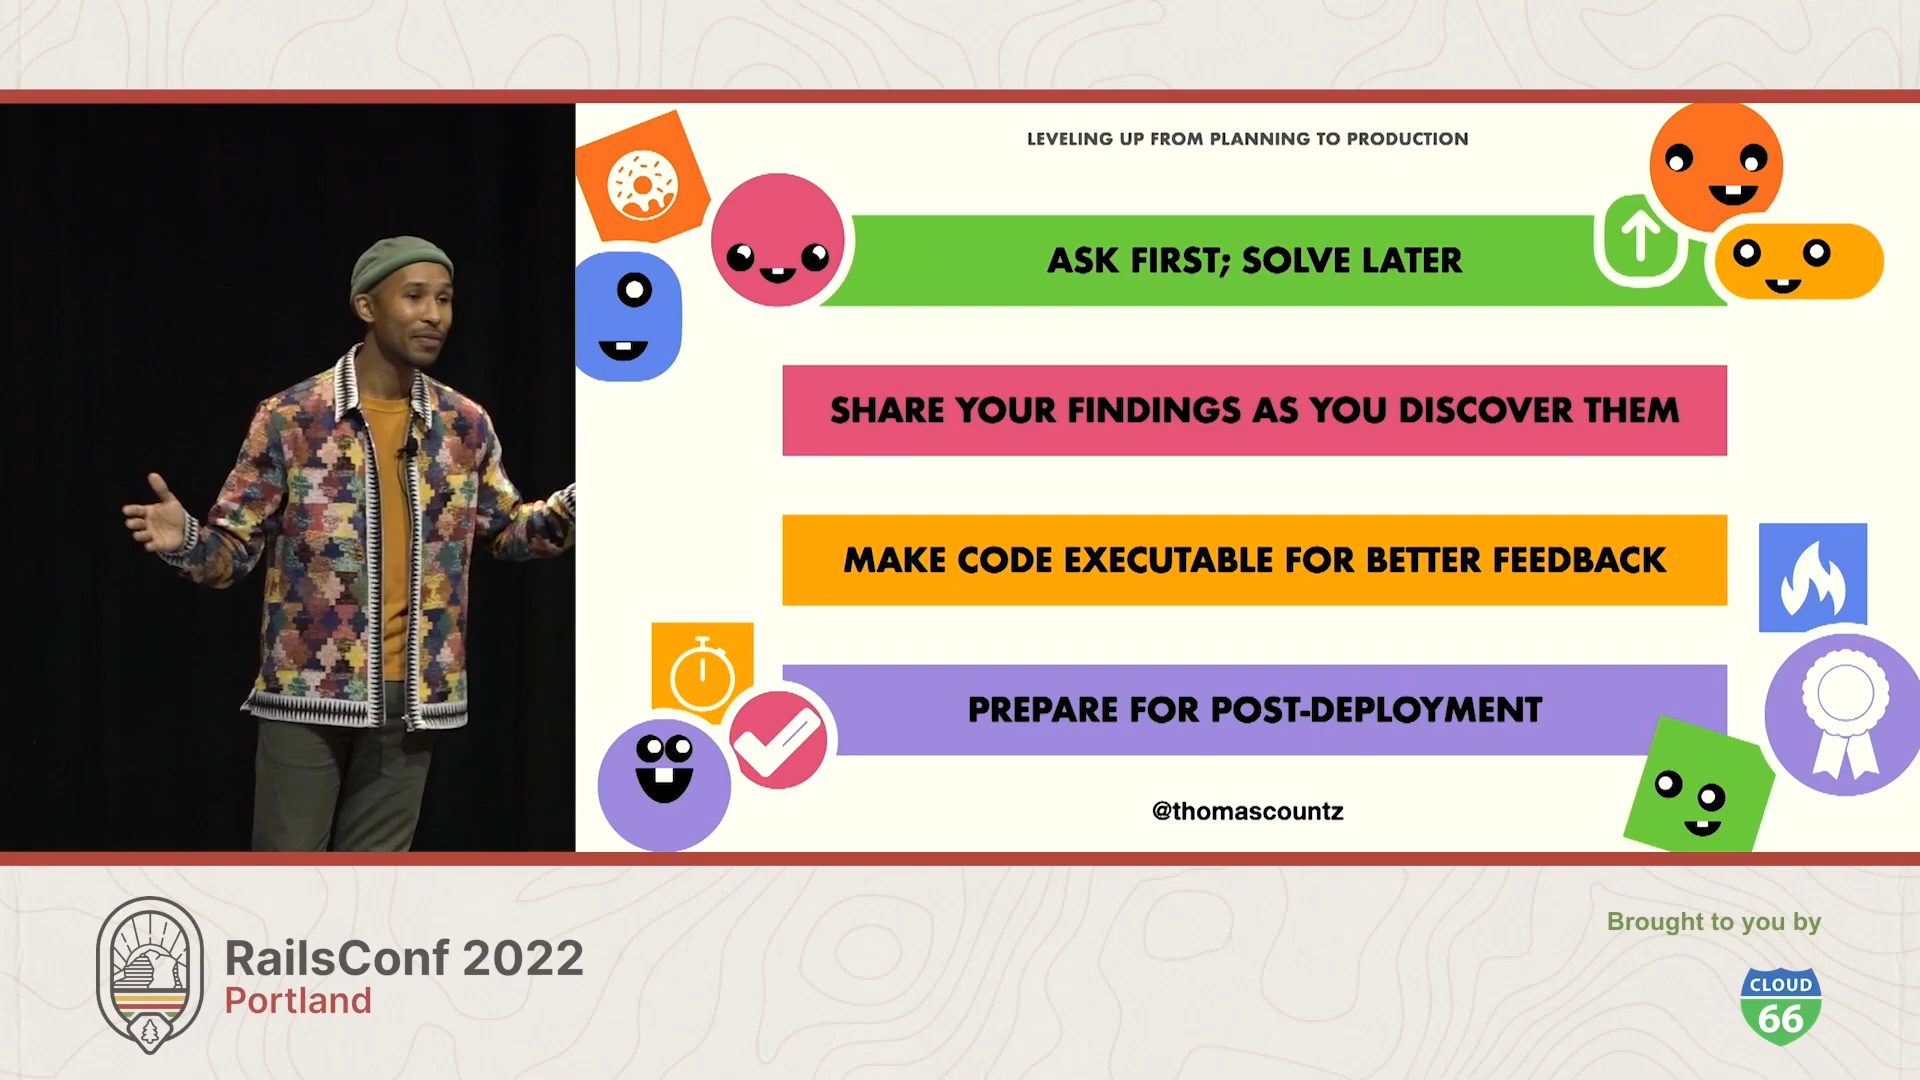 LEVELING UP FROM PLANNING TO PRODUCTION
ASK FIRST; SOLVE LATER
SHARE YOUR FINDINGS AS YOU DISCOVER THEM
MAKE CODE EXECUTABLE FOR BETTER FEEDBACK
PREPARE FOR POST-DEPLOYMENT
@thomascountz
RailsConf 2022
Portland
Brought to you by
CLOUD
66